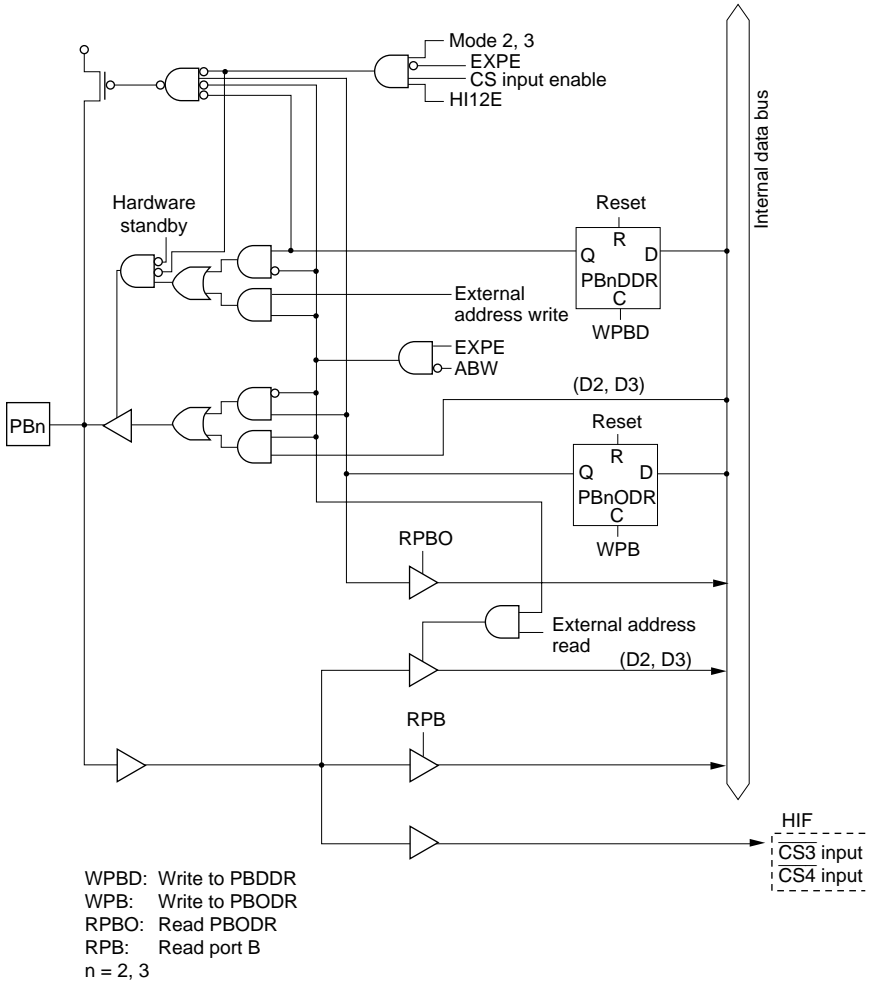 Mode 2, 3
EXPE
CS input enable
HI12E
Internal data bus
Hardware
standby
Reset
R
Q D
PBnDDR
C
WPBD
External
address write
EXPE
ABW
(D2, D3)
PBn
Reset
R
Q D
PBnODR
C
WPB
RPBO
External address
read
(D2, D3)
RPB
HIF
CS3 input
CS4 input
WPBD: Write to PBDDR
WPB: Write to PBODR
RPBO: Read PBODR
RPB: Read port B
n = 2, 3